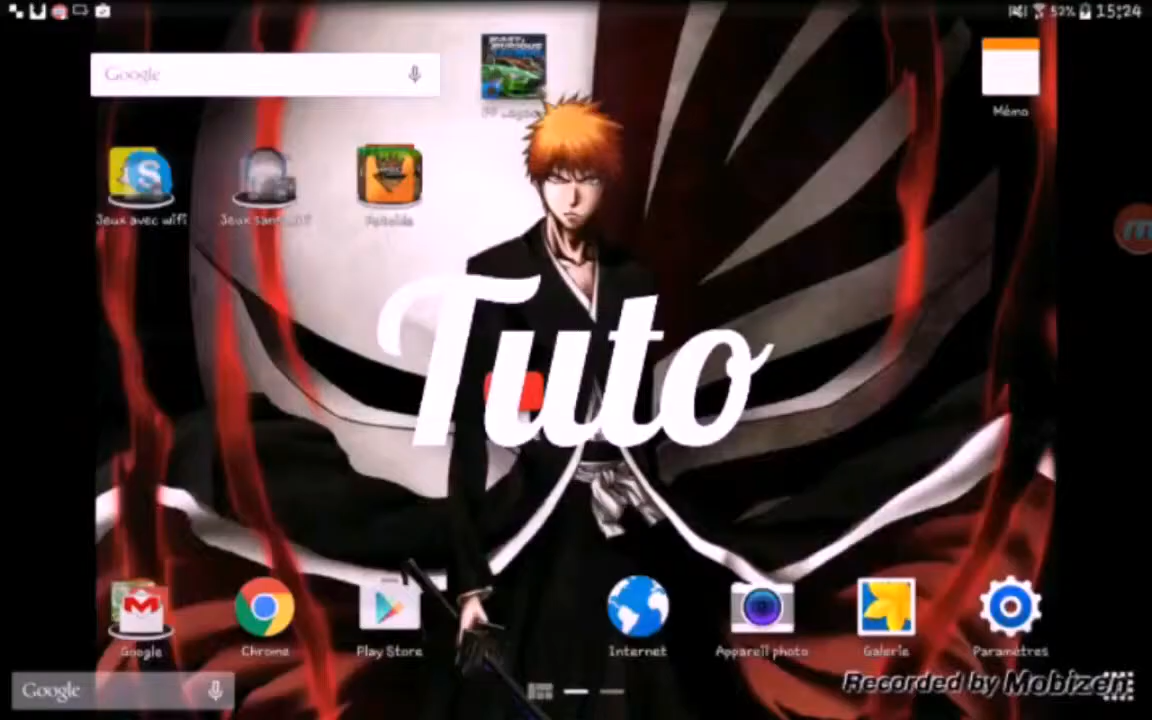 52% 15:24
Google
Mémo
Jeux avec wifi
Tuto
Google Chrome Play Store Internet Appareil photo Galerie Paramètres
Google
Recorded by Mobizen